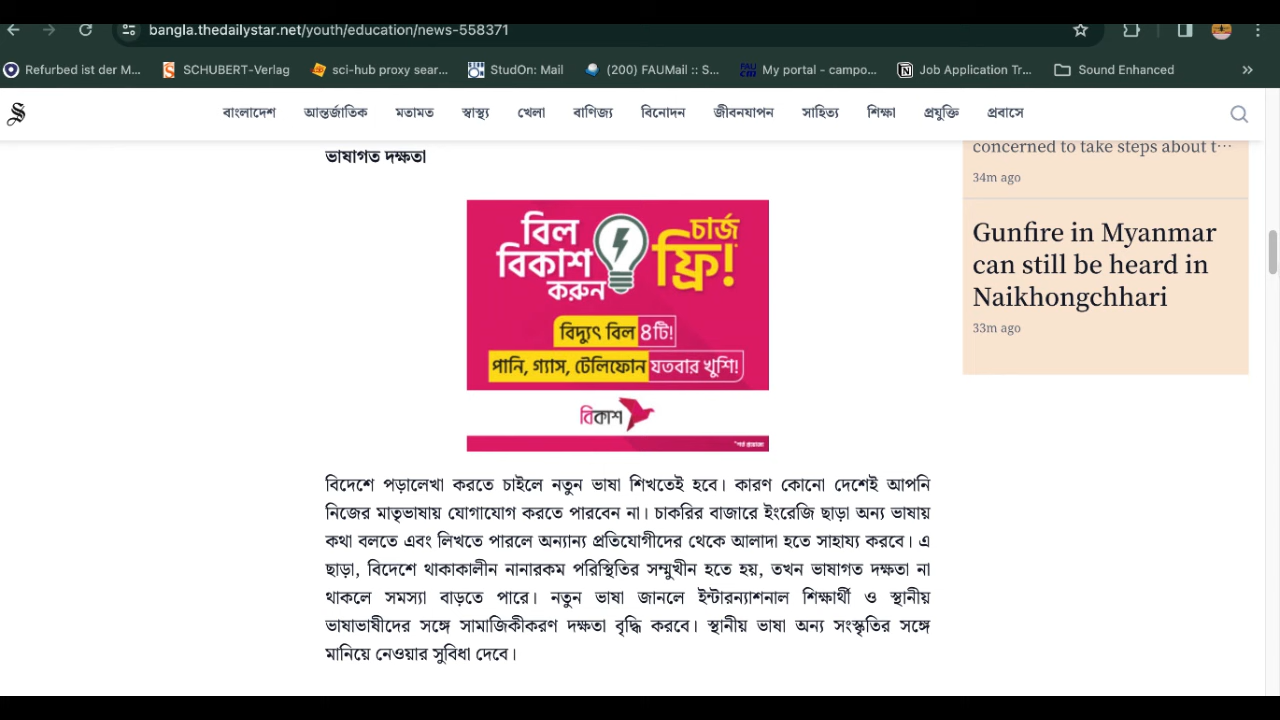 bangla.thedailystar.net/youth/education/news-558371
Refurbed ist der M... SCHUBERT-Verlag sci-hub proxy sear... StudOn: Mail (200) FAUMail :: S... My portal - campo... Job Application Tr... Sound Enhanced
বাংলাদেশ আন্তর্জাতিক মতামত স্বাস্থ্য খেলা বাণিজ্য বিনোদন জীবনযাপন সাহিত্য শিক্ষা প্রযুক্তি প্রবাসে
ভাষাগত দক্ষতা
concerned to take steps about t···
34m ago
Gunfire in Myanmar
can still be heard in
Naikhongchhari
33m ago
বিল
বিকাশ
করুন
চার্জ
ফ্রি!
বিদ্যুৎ বিল ৪টি!
পানি, গ্যাস, টেলিফোন যতবার খুশি!
বিকাশ
বিদেশে পড়ালেখা করতে চাইলে নতুন ভাষা শিখতেই হবে। কারণ কোনো দেশেই আপনি
নিজের মাতৃভাষায় যোগাযোগ করতে পারবেন না। চাকরির বাজারে ইংরেজি ছাড়া অন্য ভাষায়
কথা বলতে এবং লিখতে পারলে অন্যান্য প্রতিযোগীদের থেকে আলাদা হতে সাহায্য করবে। এ
ছাড়া, বিদেশে থাকাকালীন নানারকম পরিস্থিতির সম্মুখীন হতে হয়, তখন ভাষাগত দক্ষতা না
থাকলে সমস্যা বাড়তে পারে। নতুন ভাষা জানলে ইন্টারন্যাশনাল শিক্ষার্থী ও স্থানীয়
ভাষাভাষীদের সঙ্গে সামাজিকীকরণ দক্ষতা বৃদ্ধি করবে। স্থানীয় ভাষা অন্য সংস্কৃতির সঙ্গে
মানিয়ে নেওয়ার সুবিধা দেবে।